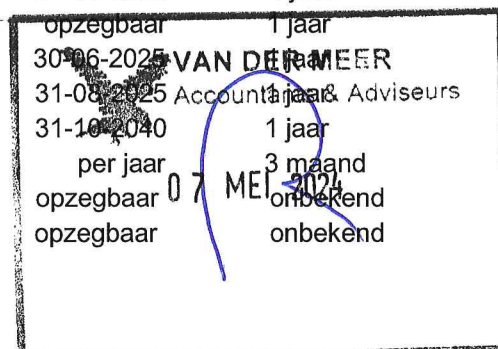 opzegbaar 1 jaar
30-06-2025 1 jaar
VAN DER MEER
31-08-2025 1 jaar
Accountants & Adviseurs
31-10-2040 1 jaar
per jaar 3 maand
07 MEI 2024
opzegbaar onbekend
opzegbaar onbekend